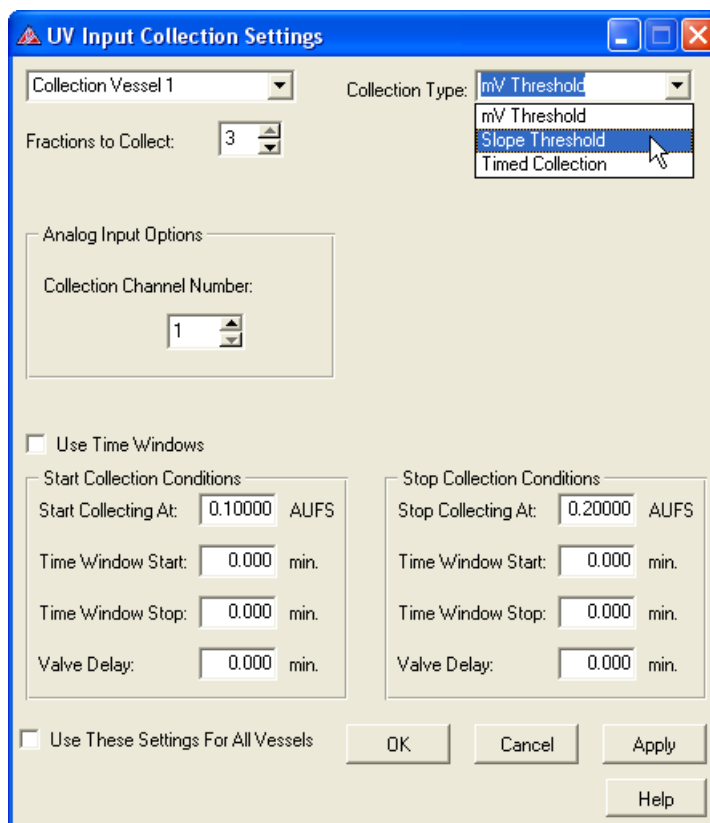 UV Input Collection Settings
Collection Vessel 1
Collection Type: mV Threshold
mV Threshold
Slope Threshold
Timed Collection
Fractions to Collect: 3
Analog Input Options
Collection Channel Number:
1
Use Time Windows
Start Collection Conditions
Start Collecting At: 0.10000 AUFS
Time Window Start: 0.000 min.
Time Window Stop: 0.000 min.
Valve Delay: 0.000 min.
Stop Collection Conditions
Stop Collecting At: 0.20000 AUFS
Time Window Start: 0.000 min.
Time Window Stop: 0.000 min.
Valve Delay: 0.000 min.
Use These Settings For All Vessels
OK
Cancel
Apply
Help